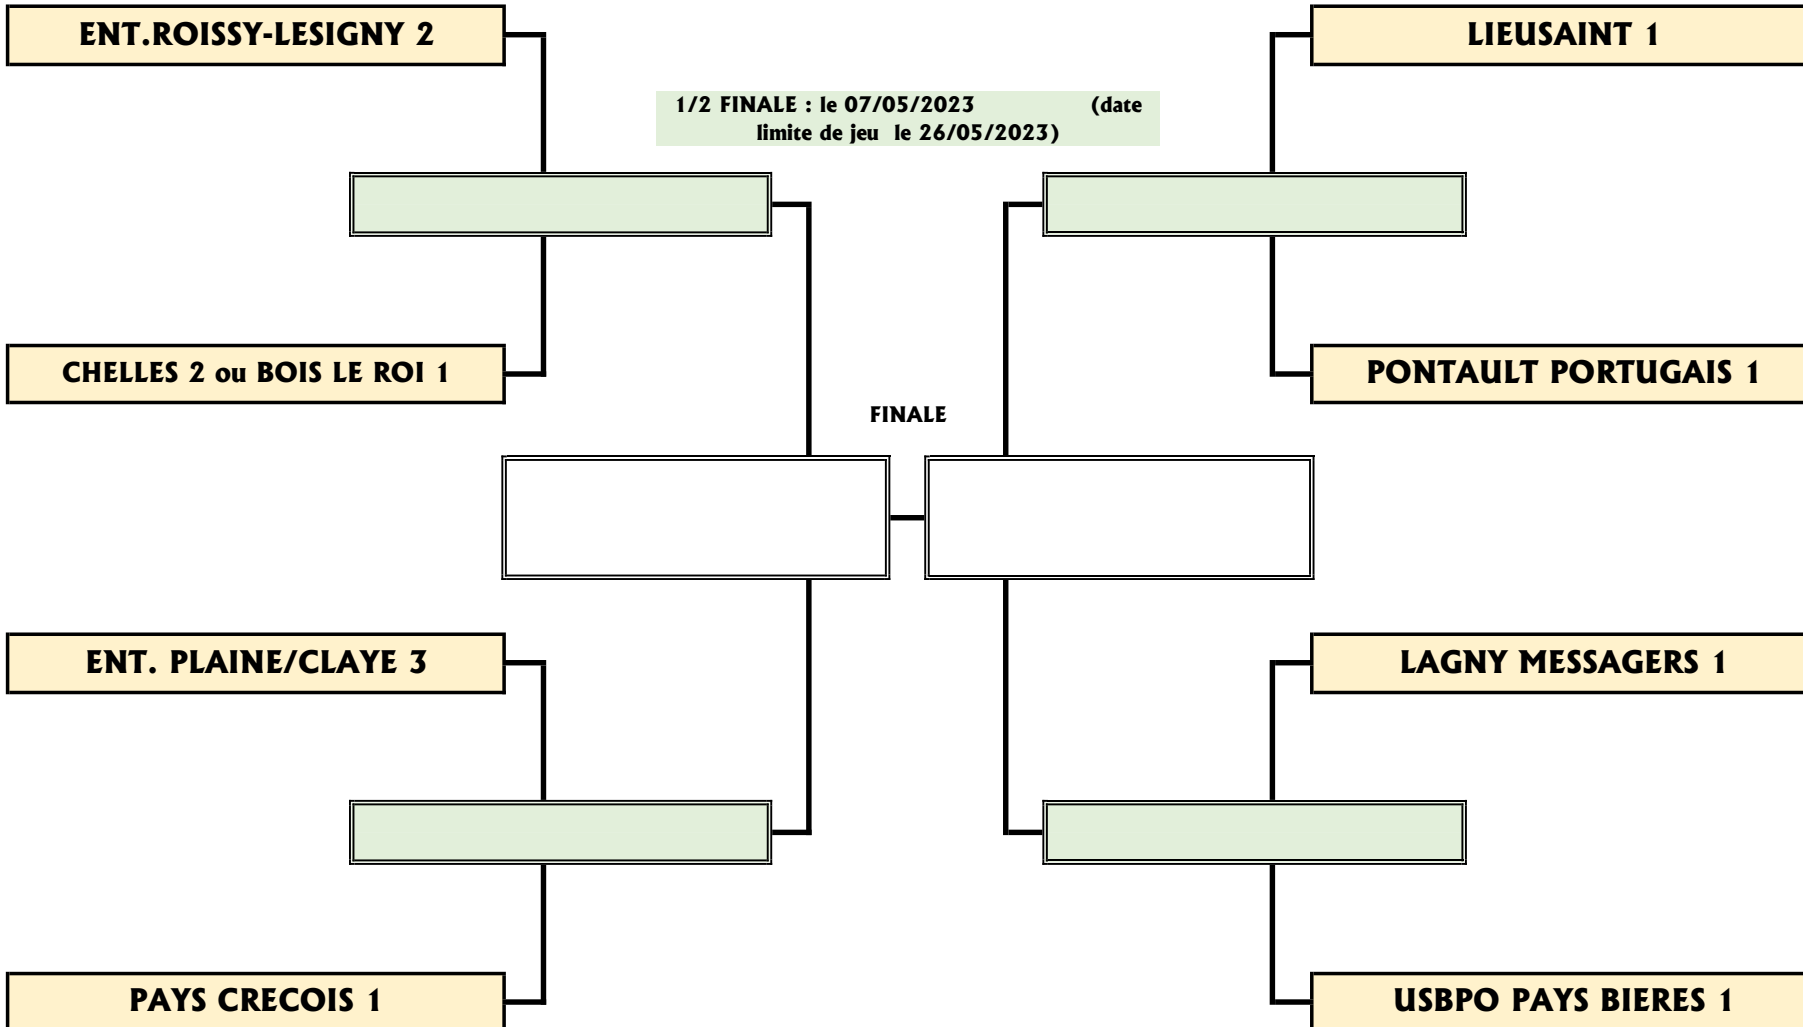 ENT.ROISSY-LESIGNY 2
LIEUSAINT 1
1/2 FINALE : le 07/05/2023 (date
limite de jeu le 26/05/2023)
CHELLES 2 ou BOIS LE ROI 1
PONTAULT PORTUGAIS 1
FINALE
ENT. PLAINE/CLAYE 3
LAGNY MESSAGERS 1
PAYS CRECOIS 1
USBPO PAYS BIERES 1